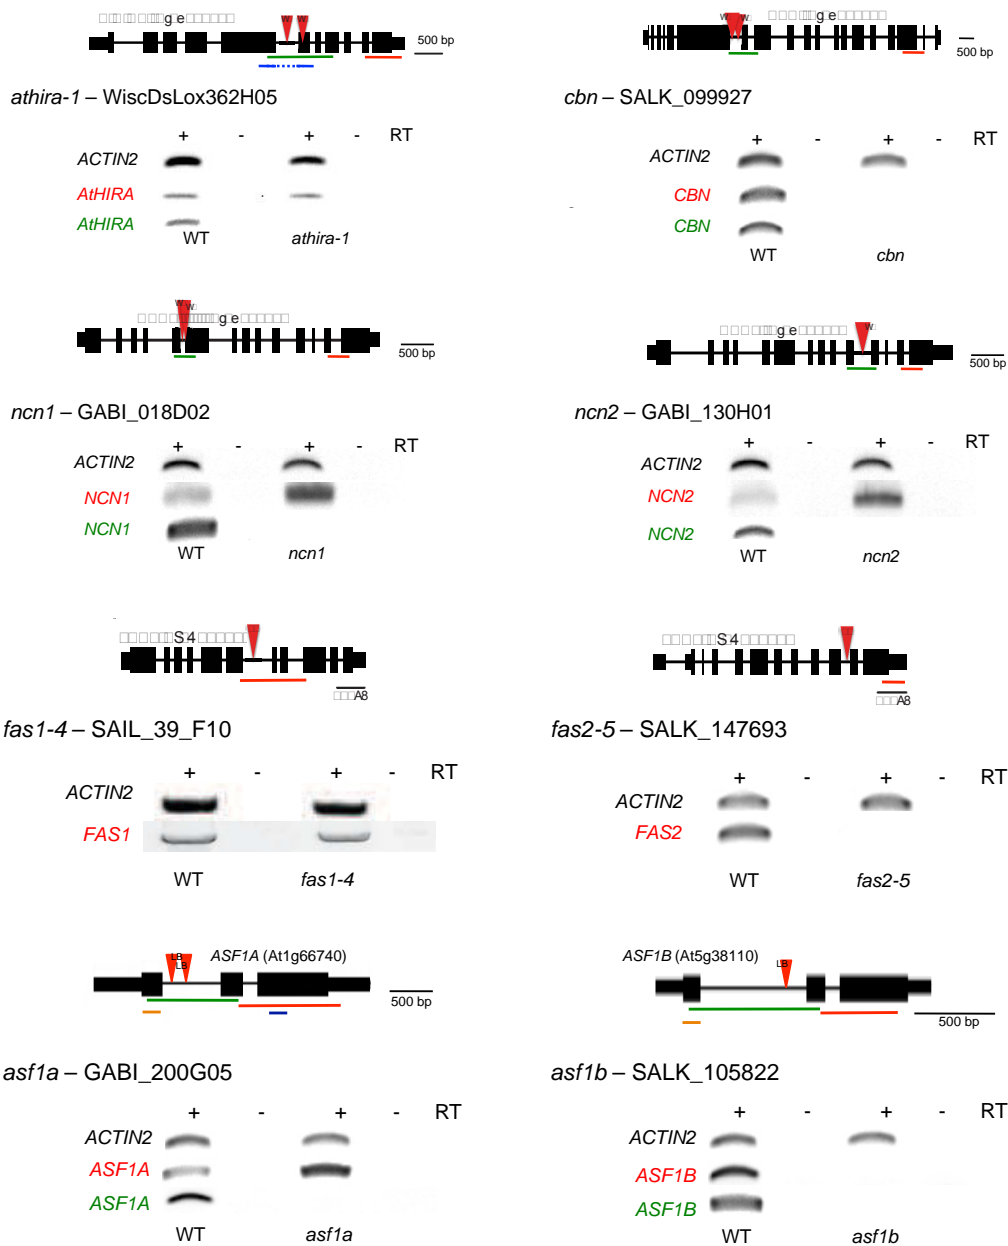 500 bp
athira-1 – WiscDsLox362H05
+ - + - RT
ACTIN2
AtHIRA
AtHIRA
WT athira-1
500 bp
cbn – SALK_099927
+ - + - RT
ACTIN2
CBN
CBN
WT cbn
500 bp
ncn1 – GABI_018D02
+ - + - RT
ACTIN2
NCN1
NCN1
WT ncn1
500 bp
ncn2 – GABI_130H01
+ - + - RT
ACTIN2
NCN2
NCN2
WT ncn2
fas1-4 – SAIL_39_F10
+ - + - RT
ACTIN2
FAS1
WT fas1-4
fas2-5 – SALK_147693
+ - + - RT
ACTIN2
FAS2
WT fas2-5
LB
LB
ASF1A (At1g66740)
500 bp
asf1a – GABI_200G05
+ - + - RT
ACTIN2
ASF1A
ASF1A
WT asf1a
ASF1B (At5g38110)
LB
500 bp
asf1b – SALK_105822
+ - + - RT
ACTIN2
ASF1B
ASF1B
WT asf1b